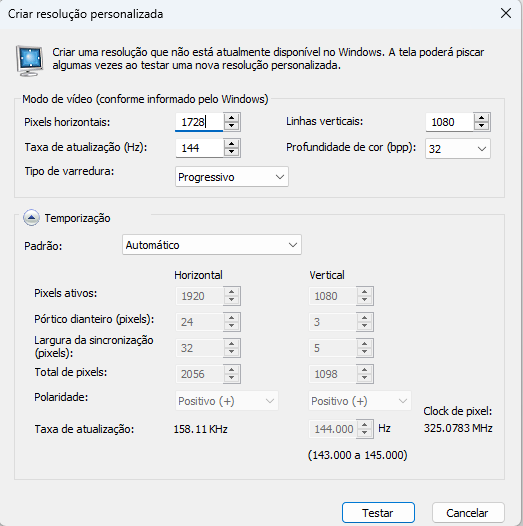 Criar resolução personalizada
Criar uma resolução que não está atualmente disponível no Windows. A tela poderá piscar
algumas vezes ao testar uma nova resolução personalizada.
Modo de vídeo (conforme informado pelo Windows)
Pixels horizontais: 1728 Linhas verticais: 1080
Taxa de atualização (Hz): 144 Profundidade de cor (bpp): 32
Tipo de varredura: Progressivo
Temporização
Padrão: Automático
Horizontal Vertical
Pixels ativos: 1920 1080
Pórtico dianteiro (pixels): 24 3
Largura da sincronização
(pixels): 32 5
Total de pixels: 2056 1098
Polaridade: Positivo (+) Positivo (+)
Clock de pixel:
Taxa de atualização: 158.11 KHz 144.000 Hz 325.0783 MHz
(143.000 a 145.000)
Testar Cancelar